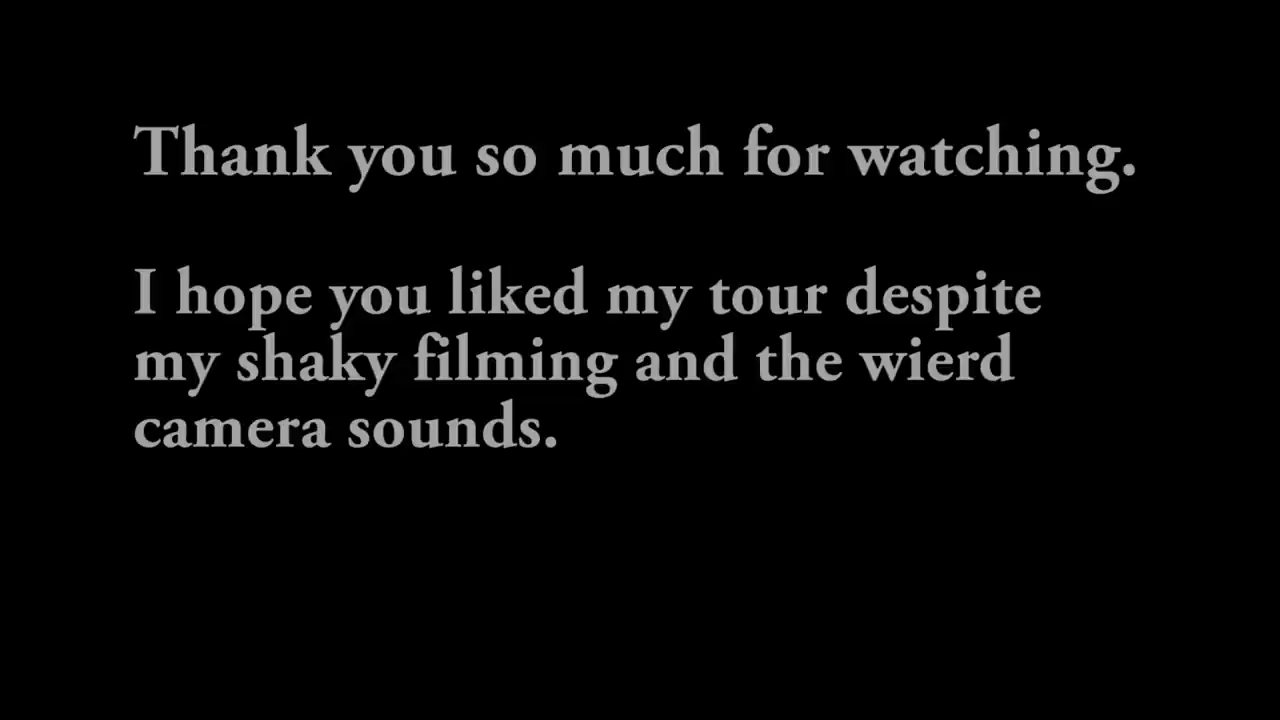 Thank you so much for watching.
I hope you liked my tour despite
my shaky filming and the wierd
camera sounds.